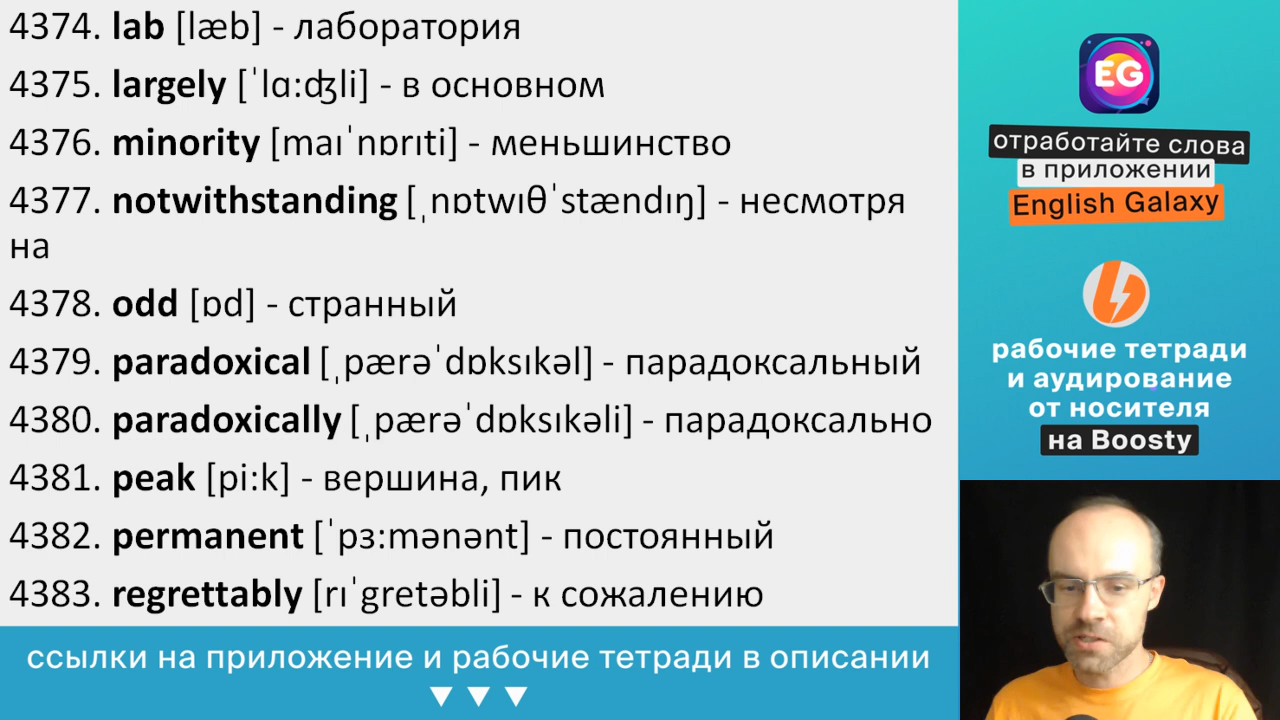 4374. lab [læb] - лаборатория
4375. largely [ˈlɑːʤli] - в основном
4376. minority [maɪˈnɒrɪti] - меньшинство
4377. notwithstanding [ˌnɒtwɪθˈstændɪŋ] - несмотря
на
4378. odd [ɒd] - странный
4379. paradoxical [ˌpærəˈdɒksɪkəl] - парадоксальный
4380. paradoxically [ˌpærəˈdɒksɪkəli] - парадоксально
4381. peak [piːk] - вершина, пик
4382. permanent [ˈpɜːmənənt] - постоянный
4383. regrettably [rɪˈgretəbli] - к сожалению
ссылки на приложение и рабочие тетради в описании
EG
отработайте слова
в приложении
English Galaxy
рабочие тетради
и аудирование
от носителя
на Boosty